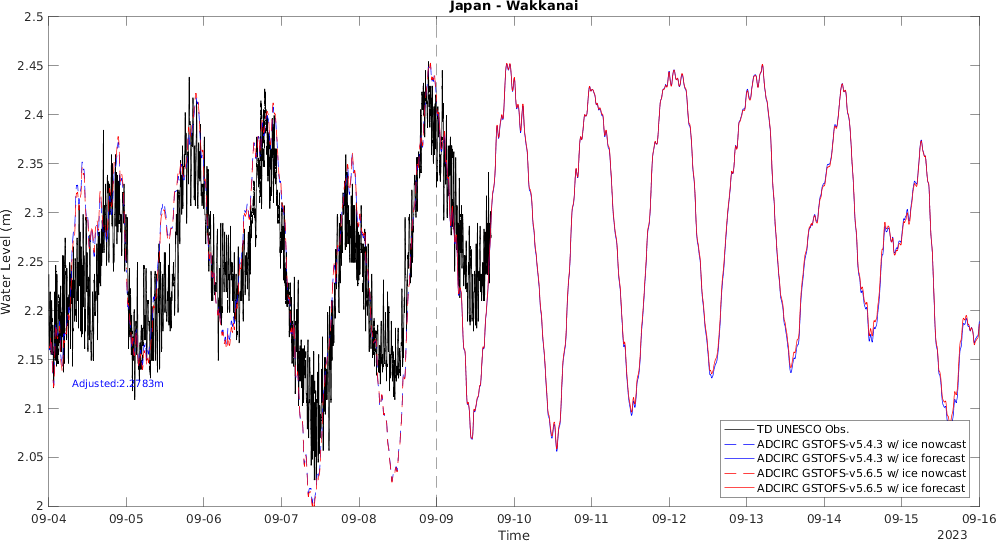 Japan - Wakkanai
Water Level (m)
2.5
2.45
2.4
2.35
2.3
2.25
2.2
2.15
2.1
2.05
2
Adjusted:2.2783m
TD UNESCO Obs.
ADCIRC GSTOFS-v5.4.3 w/ ice nowcast
ADCIRC GSTOFS-v5.4.3 w/ ice forecast
ADCIRC GSTOFS-v5.6.5 w/ ice nowcast
ADCIRC GSTOFS-v5.6.5 w/ ice forecast
09-04 09-05 09-06 09-07 09-08 09-09 09-10 09-11 09-12 09-13 09-14 09-15 09-16
Time
2023